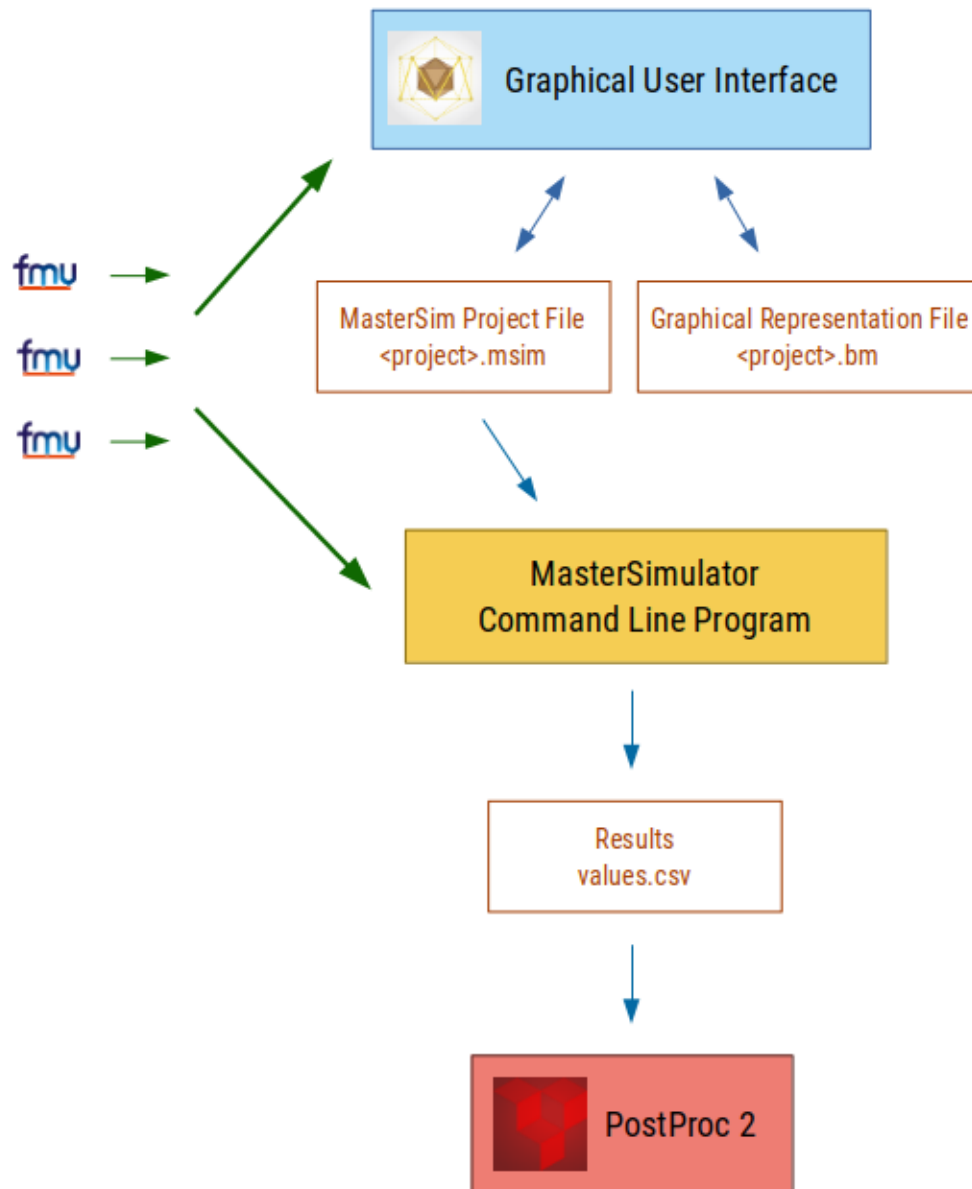 Graphical User Interface
fmu
fmu
fmu
MasterSim Project File
<project>.msim
Graphical Representation File
<project>.bm
MasterSimulator
Command Line Program
Results
values.csv
PostProc 2